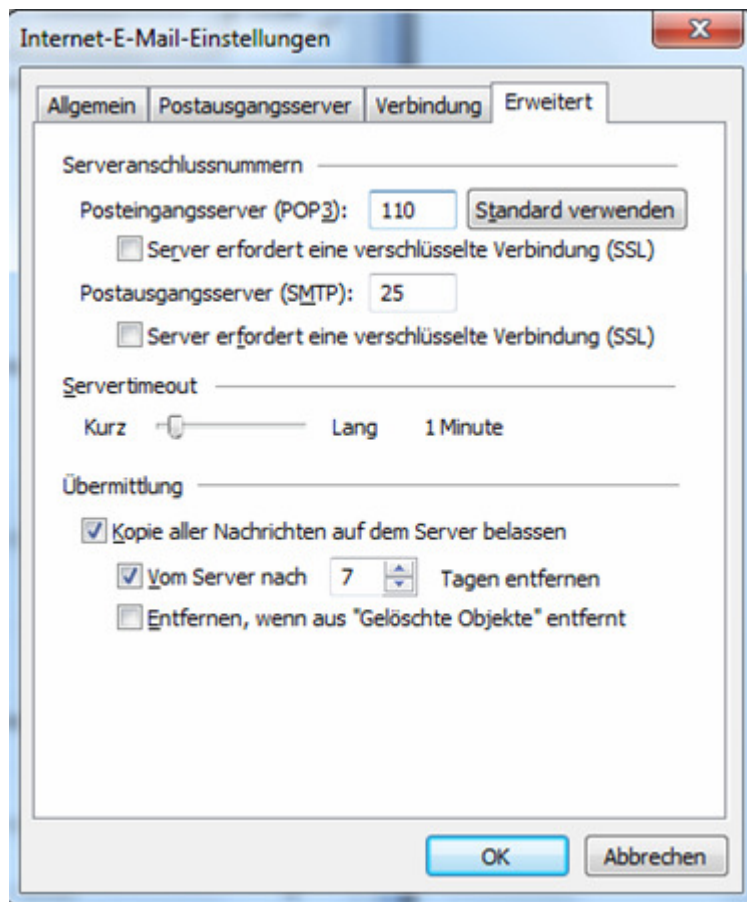 Internet-E-Mail-Einstellungen
Allgemein Postausgangsserver Verbindung Erweitert
Serveranschlussnummern
Posteingangsserver (POP3): 110 Standard verwenden
Server erfordert eine verschlüsselte Verbindung (SSL)
Postausgangsserver (SMTP): 25
Server erfordert eine verschlüsselte Verbindung (SSL)
Servertimeout
Kurz Lang 1 Minute
Übermittlung
Kopie aller Nachrichten auf dem Server belassen
Vom Server nach 7 Tagen entfernen
Entfernen, wenn aus "Gelöschte Objekte" entfernt
OK Abbrechen